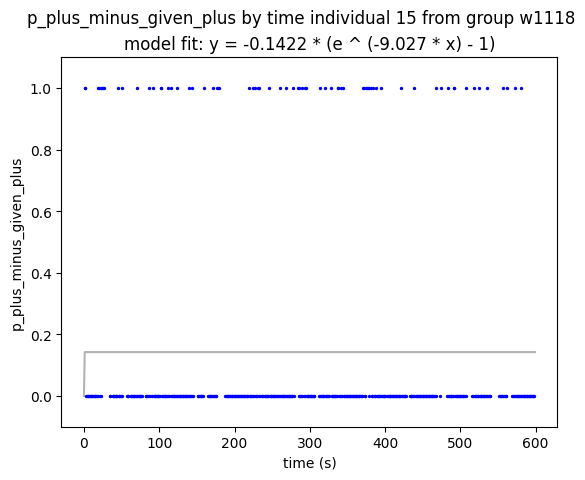 p_plus_minus_given_plus by time individual 15 from group w1118
model fit: y = -0.1422 * (e ^ (-9.027 * x) - 1)
1.0
0.8
0.6
0.4
0.2
0.0
p_plus_minus_given_plus
0 100 200 300 400 500 600
time (s)